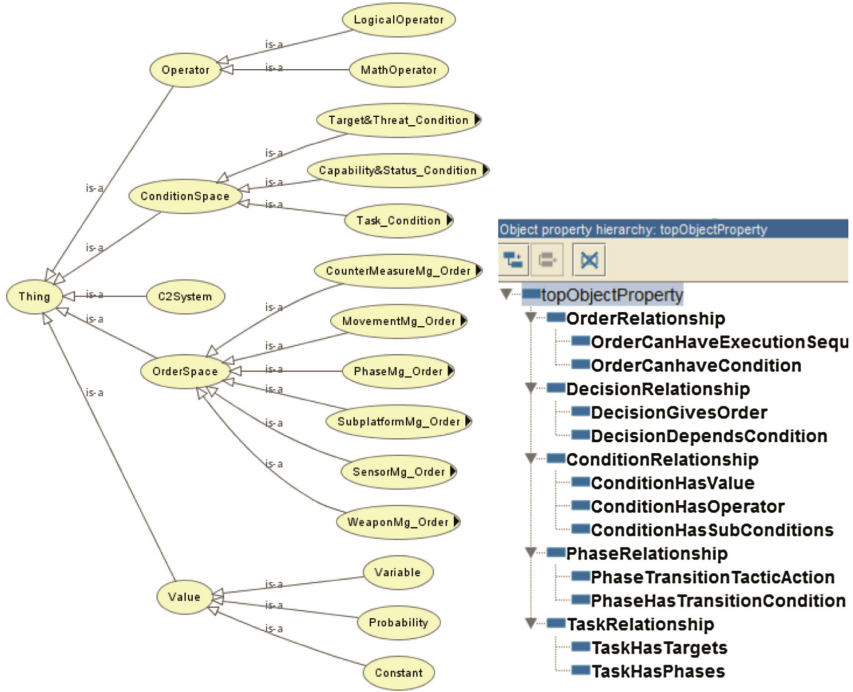 LogicalOperator
is-a
Operator
is-a
MathOperator
Target&Threat_Condition
is-a
is-a
Capability&Status_Condition
is-a
ConditionSpace
is-a
Task_Condition
is-a
CounterMeasureMg_Order
Thing
is-a
C2System
is-a
is-a
MovementMg_Order
is-a
OrderSpace
is-a
PhaseMg_Order
is-a
is-a
SubplatformMg_Order
is-a
SensorMg_Order
is-a
WeaponMg_Order
Variable
is-a
Value
is-a
Probability
is-a
Constant
Object property hierarchy: topObjectProperty
topObjectProperty
OrderRelationship
OrderCanHaveExecutionSequ
OrderCanhaveCondition
DecisionRelationship
DecisionGivesOrder
DecisionDependsCondition
ConditionRelationship
ConditionHasValue
ConditionHasOperator
ConditionHasSubConditions
PhaseRelationship
PhaseTransitionTacticAction
PhaseHasTransitionCondition
TaskRelationship
TaskHasTargets
TaskHasPhases